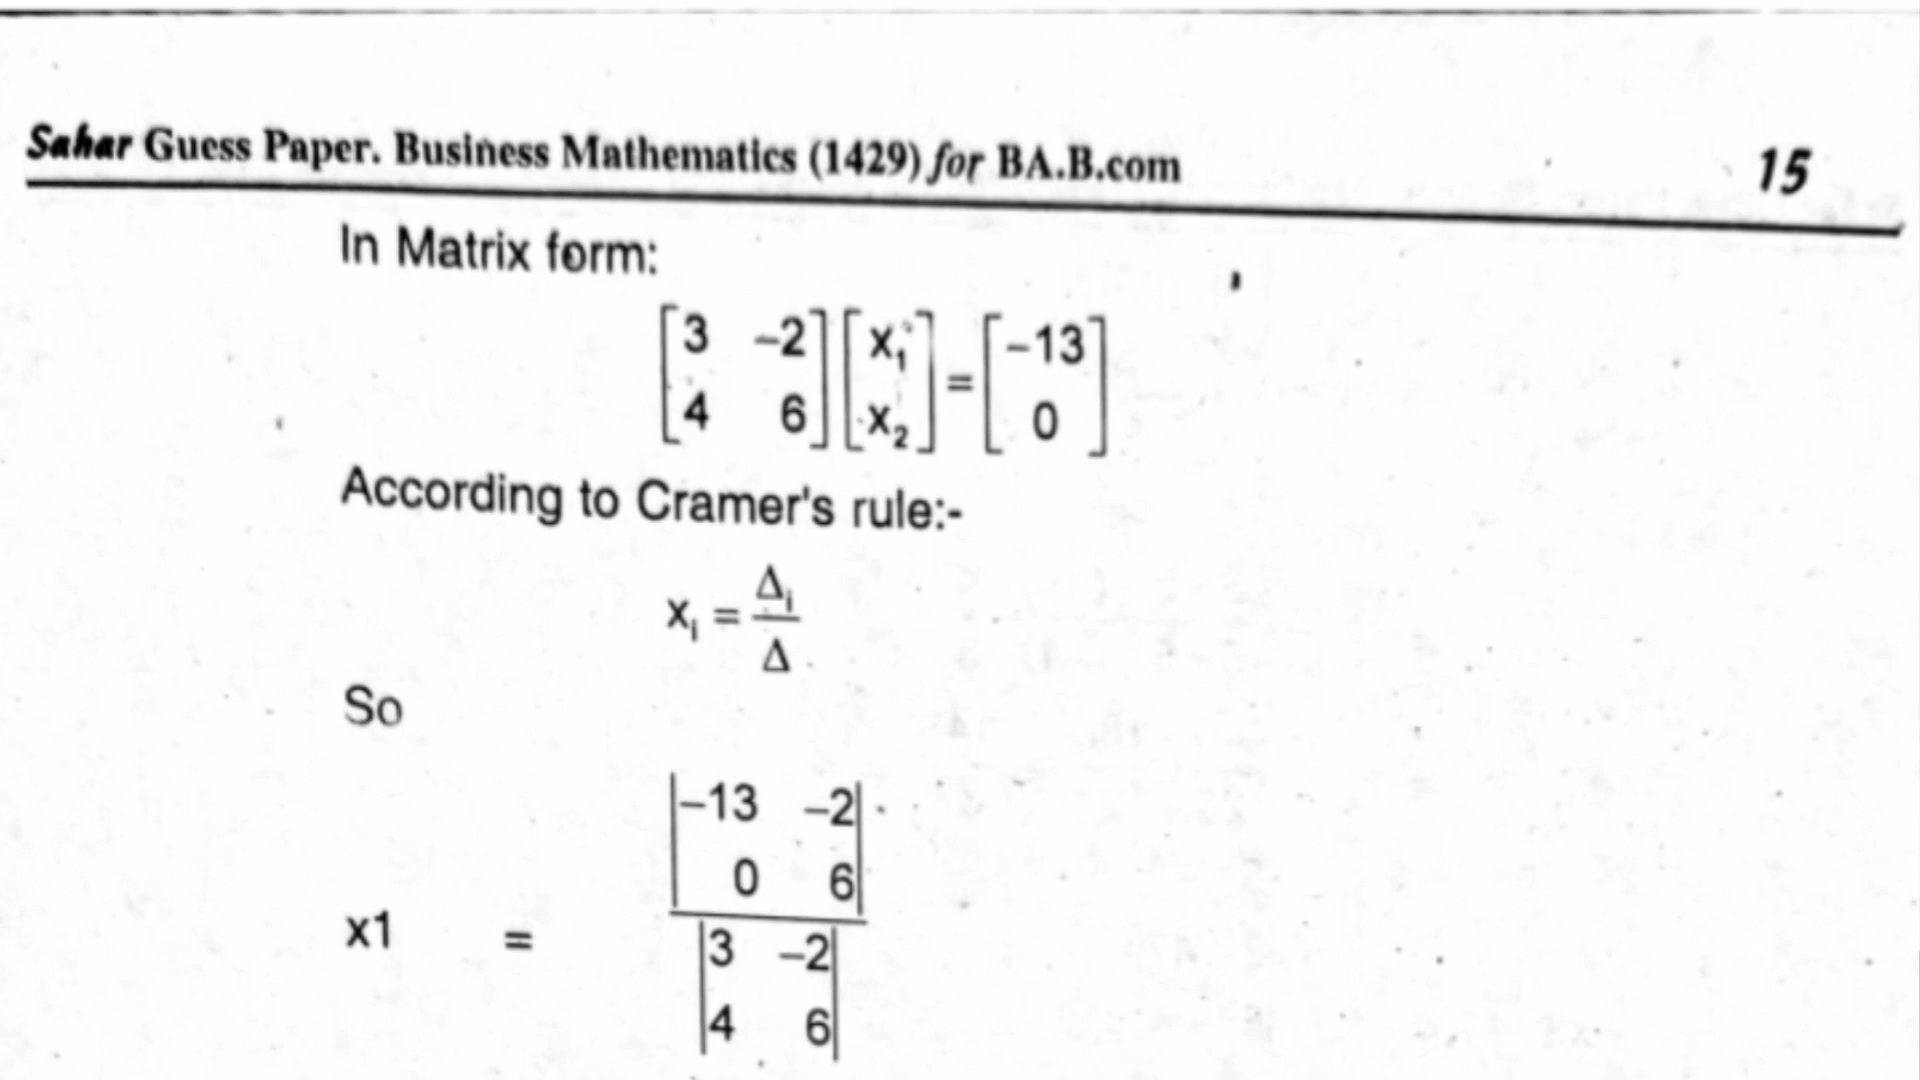 Sahar Guess Paper. Business Mathematics (1429) for BA.B.com 15
In Matrix form:
[3 –2] [x₁] = [–13]
[4 6] [x₂] [0]
According to Cramer's rule:-
xᵢ = Δᵢ
Δ
So
|–13 –2|
|0 6|
x1 =
|3 –2|
|4 6|